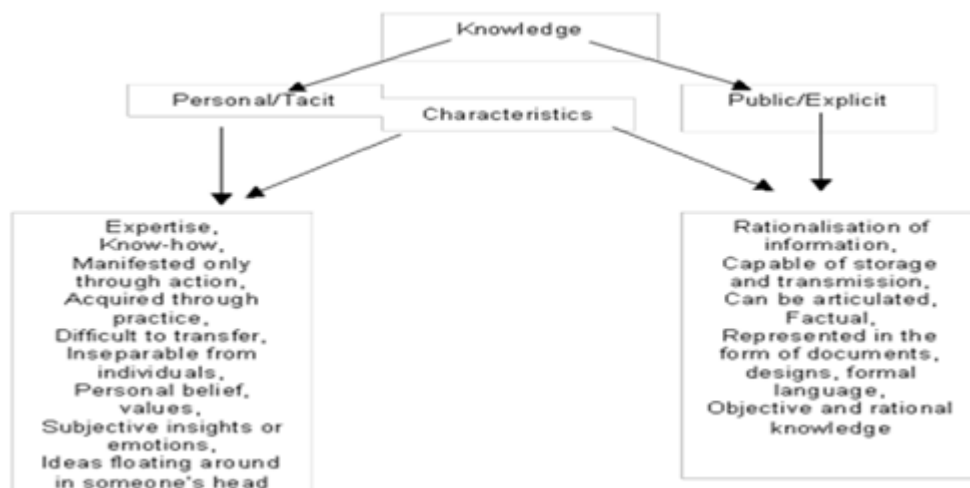 Knowledge
Personal/Tacit
Characteristics
Public/Explicit
Expertise,
Know-how,
Manifested only
through action,
Acquired through
practice,
Difficult to transfer,
Inseparable from
individuals,
Personal belief,
values,
Subjective insights or
emotions,
Ideas floating around
in someone's head
Rationalisation of
information,
Capable of storage
and transmission,
Can be articulated,
Factual,
Represented in the
form of documents,
designs, formal
language,
Objective and rational
knowledge